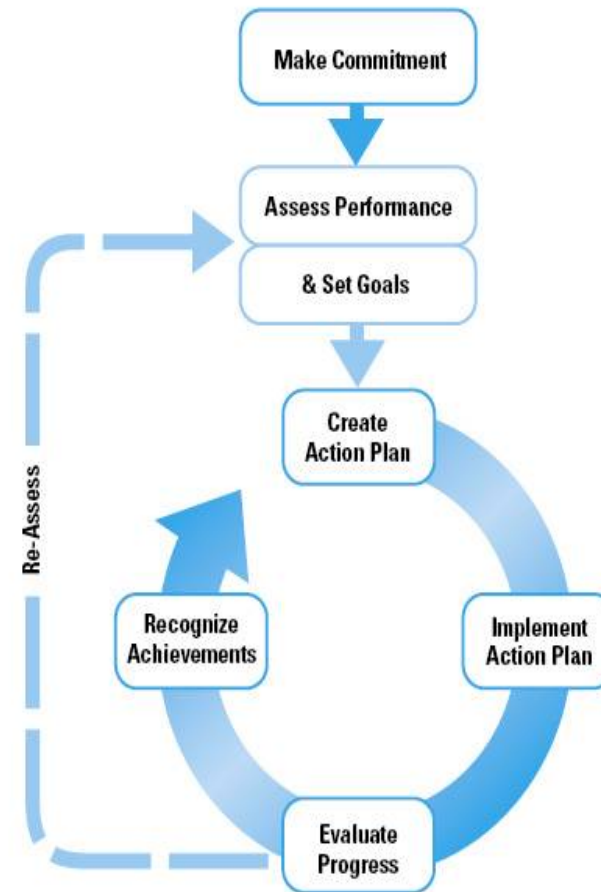 Make Commitment
Assess Performance
& Set Goals
Create
Action Plan
Re-Assess
Recognize
Achievements
Implement
Action Plan
Evaluate
Progress